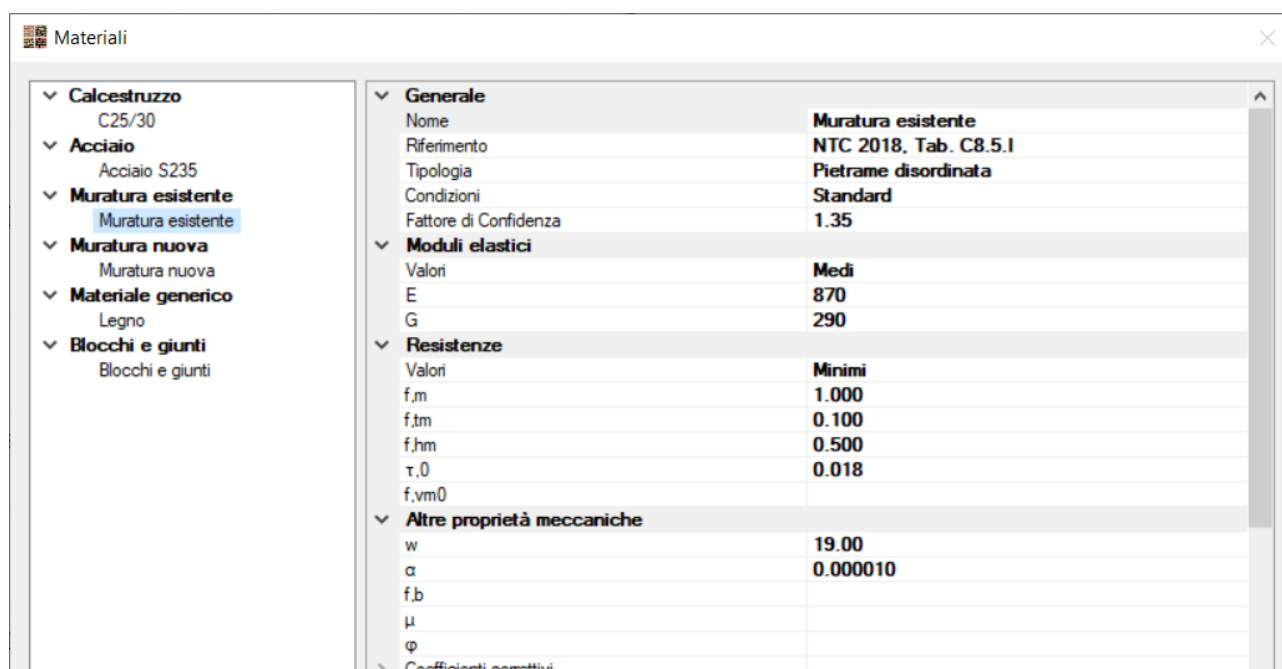 Materiali
Calcestruzzo
C25/30
Acciaio
Acciaio S235
Muratura esistente
Muratura esistente
Muratura nuova
Muratura nuova
Materiale generico
Legno
Blocchi e giunti
Blocchi e giunti
Generale
Nome Muratura esistente
Riferimento NTC 2018, Tab. C8.5.I
Tipologia Pietrame disordinata
Condizioni Standard
Fattore di Confidenza 1.35
Moduli elastici
Valori Medi
E 870
G 290
Resistenze
Valori Minimi
f,m 1.000
f,tm 0.100
f,hm 0.500
τ,0 0.018
f,vm0
Altre proprietà meccaniche
w 19.00
α 0.000010
f,b
μ
φ
Coefficienti correttivi